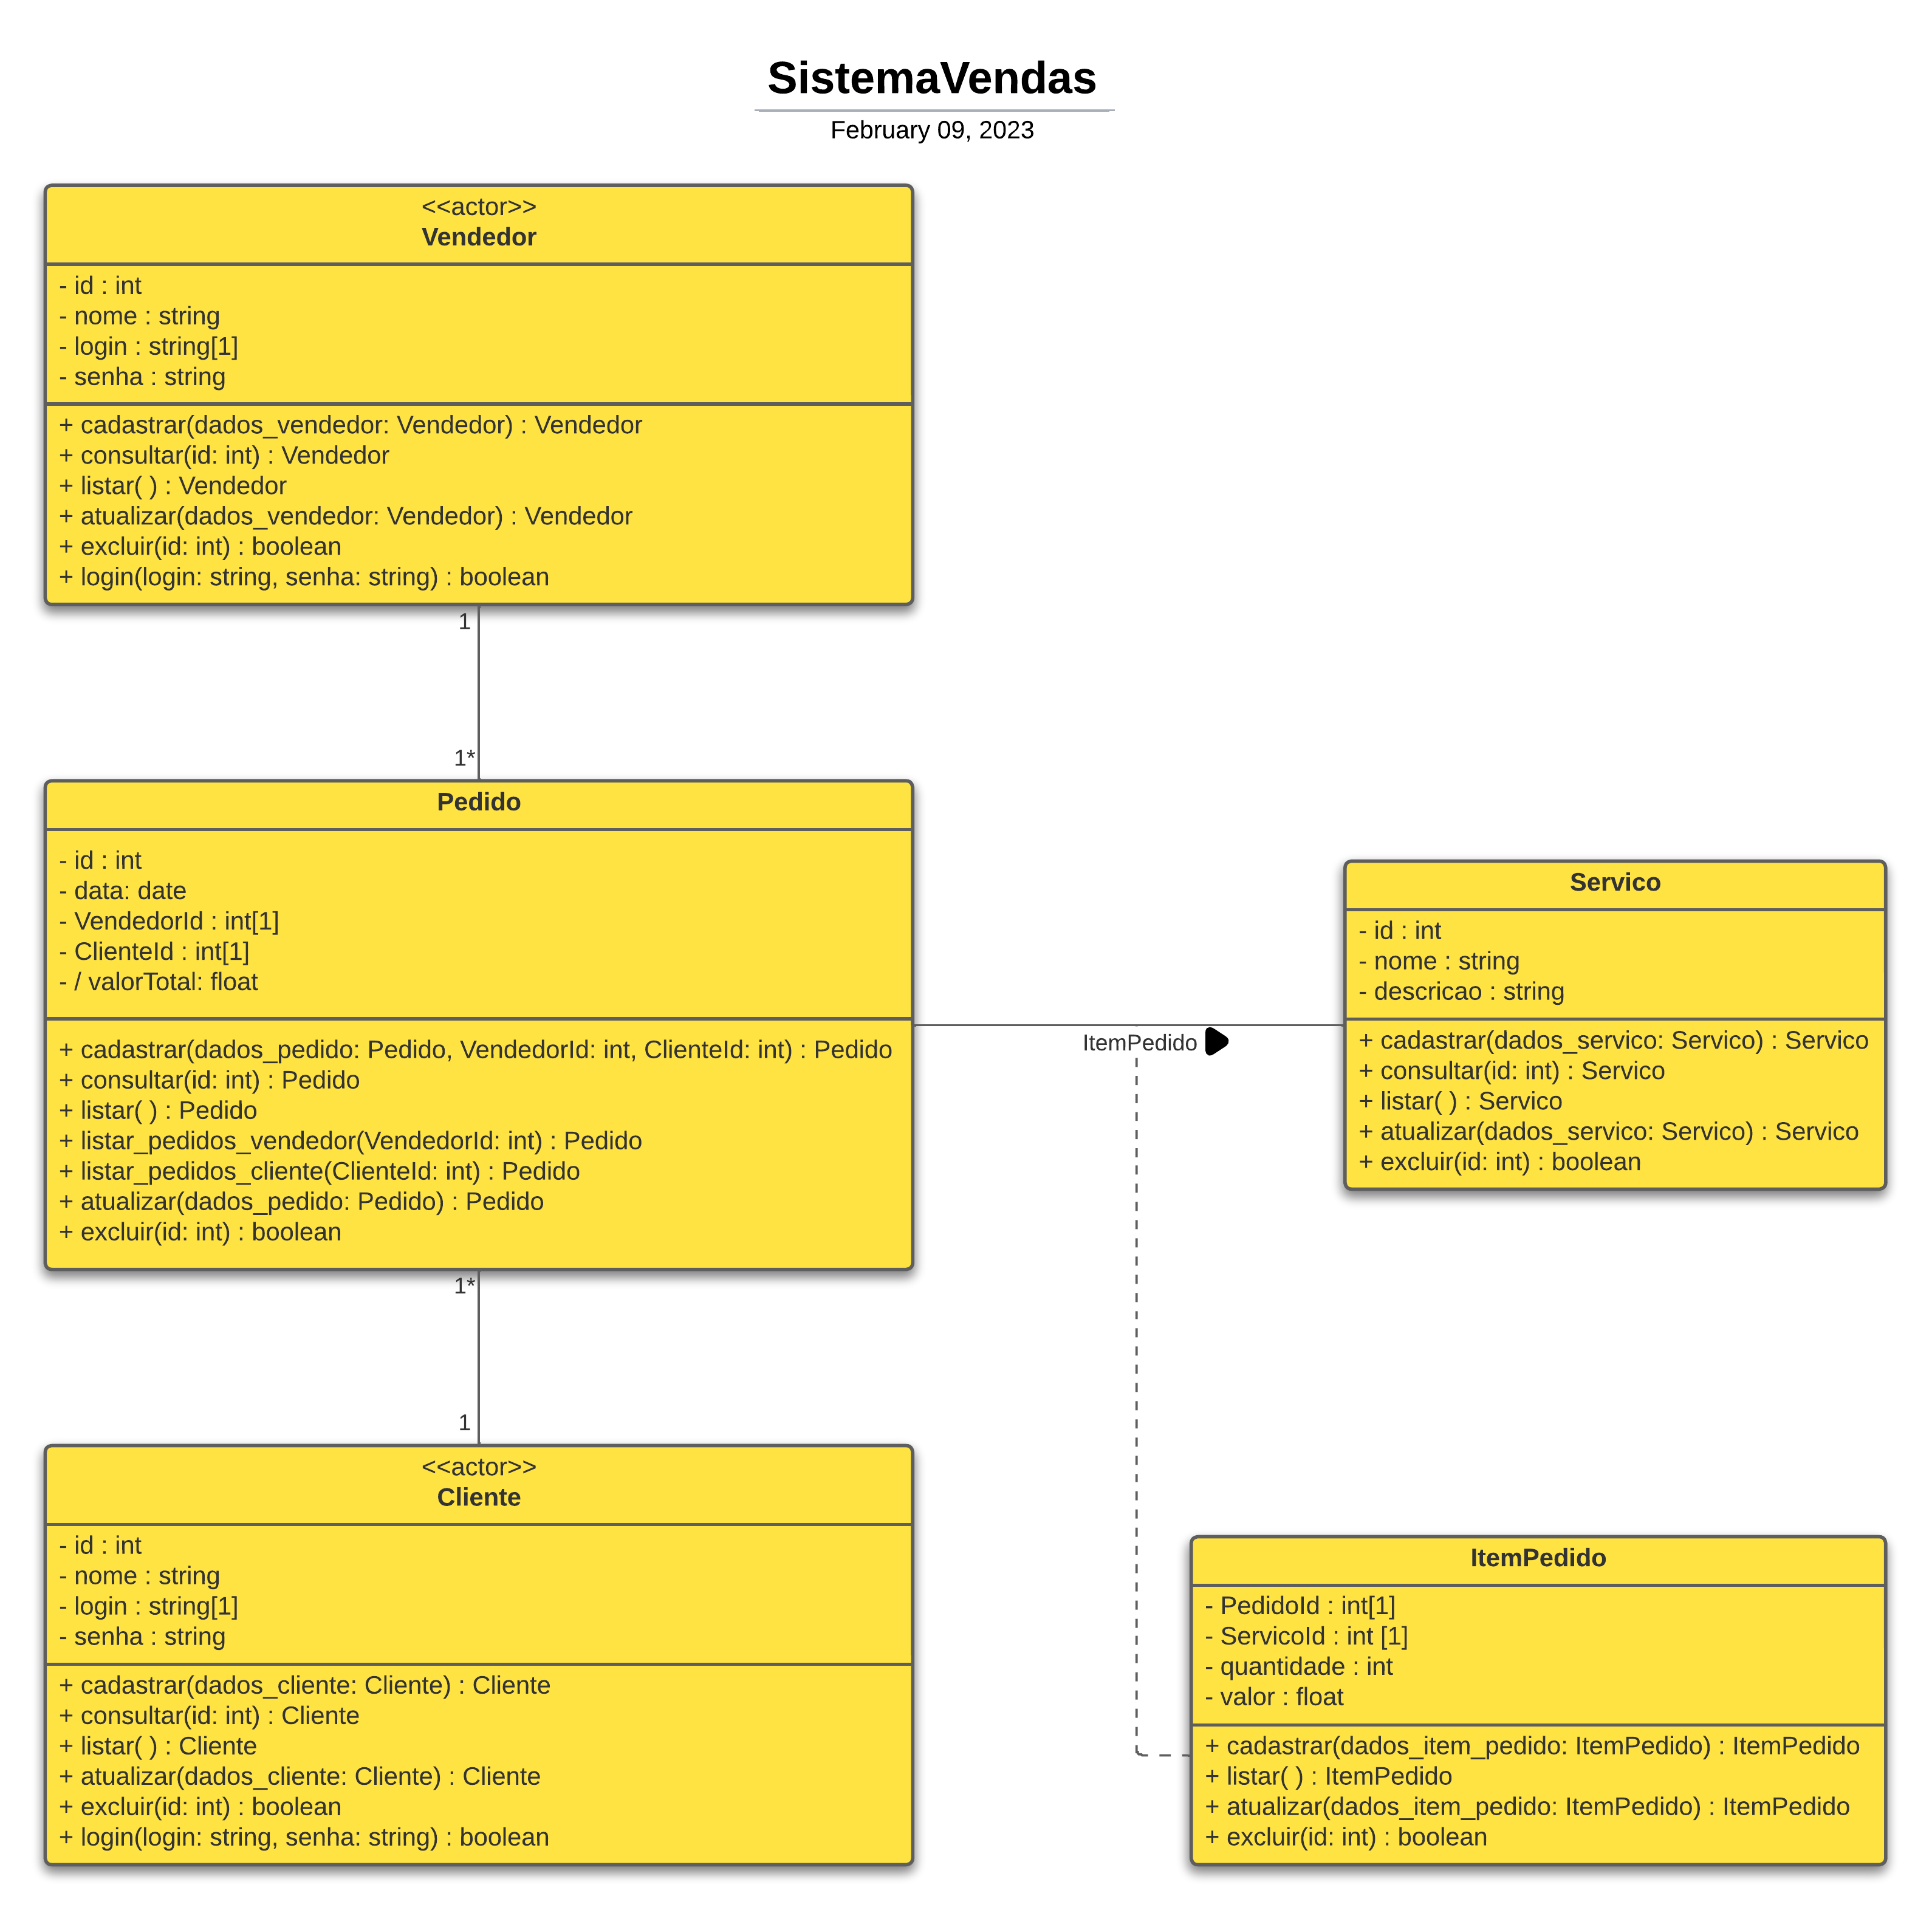 SistemaVendas
February 09, 2023
<<actor>>
Vendedor
- id : int
- nome : string
- login : string[1]
- senha : string
+ cadastrar(dados_vendedor: Vendedor) : Vendedor
+ consultar(id: int) : Vendedor
+ listar( ) : Vendedor
+ atualizar(dados_vendedor: Vendedor) : Vendedor
+ excluir(id: int) : boolean
+ login(login: string, senha: string) : boolean
1
1*
Pedido
- id : int
- data: date
- VendedorId : int[1]
- ClienteId : int[1]
- / valorTotal: float
+ cadastrar(dados_pedido: Pedido, VendedorId: int, ClienteId: int) : Pedido
+ consultar(id: int) : Pedido
+ listar( ) : Pedido
+ listar_pedidos_vendedor(VendedorId: int) : Pedido
+ listar_pedidos_cliente(ClienteId: int) : Pedido
+ atualizar(dados_pedido: Pedido) : Pedido
+ excluir(id: int) : boolean
ItemPedido
Servico
- id : int
- nome : string
- descricao : string
+ cadastrar(dados_servico: Servico) : Servico
+ consultar(id: int) : Servico
+ listar( ) : Servico
+ atualizar(dados_servico: Servico) : Servico
+ excluir(id: int) : boolean
1*
1
<<actor>>
Cliente
- id : int
- nome : string
- login : string[1]
- senha : string
+ cadastrar(dados_cliente: Cliente) : Cliente
+ consultar(id: int) : Cliente
+ listar( ) : Cliente
+ atualizar(dados_cliente: Cliente) : Cliente
+ excluir(id: int) : boolean
+ login(login: string, senha: string) : boolean
ItemPedido
- PedidoId : int[1]
- ServicoId : int [1]
- quantidade : int
- valor : float
+ cadastrar(dados_item_pedido: ItemPedido) : ItemPedido
+ listar( ) : ItemPedido
+ atualizar(dados_item_pedido: ItemPedido) : ItemPedido
+ excluir(id: int) : boolean